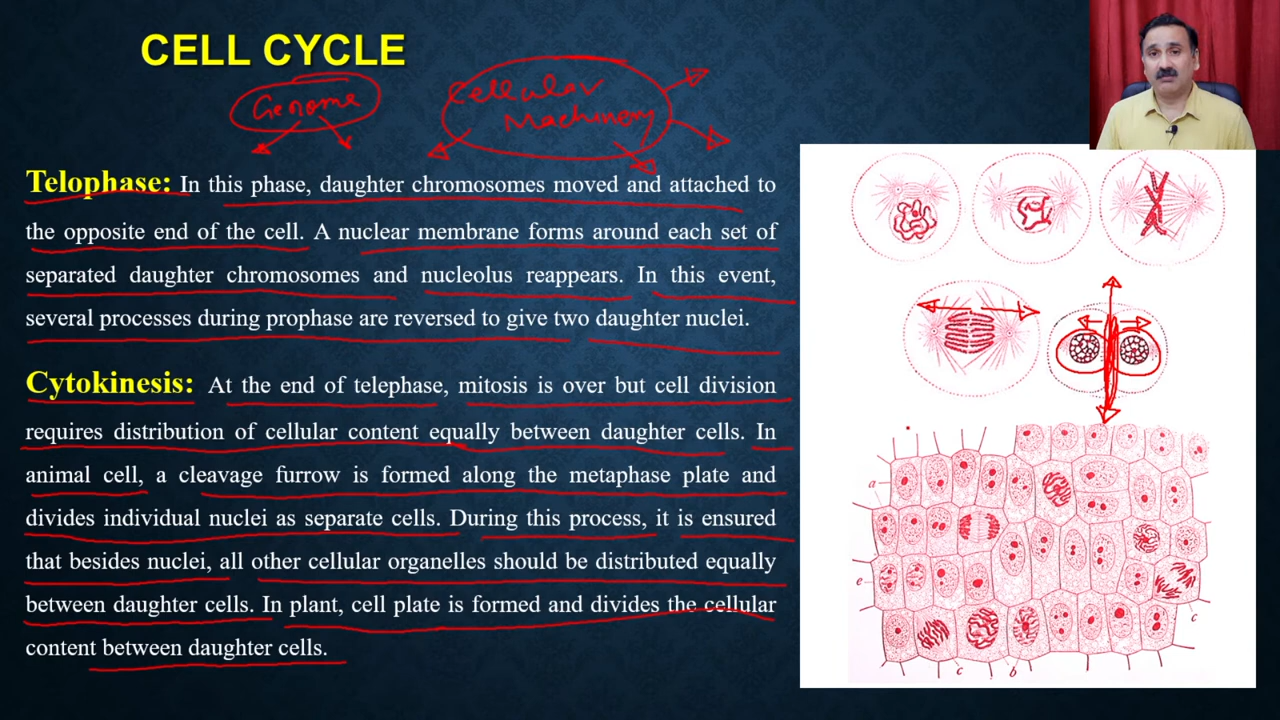 CELL CYCLE
Genome
Cellular
Machinery
Telophase: In this phase, daughter chromosomes moved and attached to
the opposite end of the cell. A nuclear membrane forms around each set of
separated daughter chromosomes and nucleolus reappears. In this event,
several processes during prophase are reversed to give two daughter nuclei.
Cytokinesis: At the end of telephase, mitosis is over but cell division
requires distribution of cellular content equally between daughter cells. In
animal cell, a cleavage furrow is formed along the metaphase plate and
divides individual nuclei as separate cells. During this process, it is ensured
that besides nuclei, all other cellular organelles should be distributed equally
between daughter cells. In plant, cell plate is formed and divides the cellular
content between daughter cells.
a
e
c
c
b